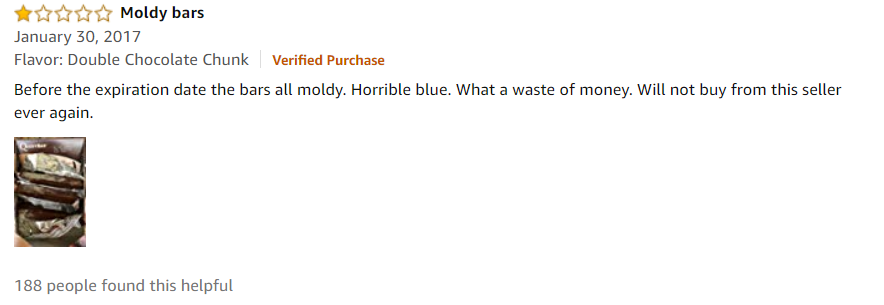 Moldy bars
January 30, 2017
Flavor: Double Chocolate Chunk | Verified Purchase
Before the expiration date the bars all moldy. Horrible blue. What a waste of money. Will not buy from this seller
ever again.
188 people found this helpful